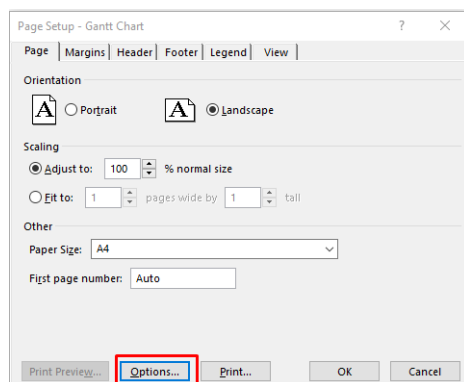 Page Setup - Gantt Chart ?
Page Margins Header Footer Legend View
Orientation
A Portrait A Landscape
Scaling
Adjust to: 100 % normal size
Fit to: 1 pages wide by 1 tall
Other
Paper Size: A4
First page number: Auto
Print Preview... Options... Print... OK Cancel